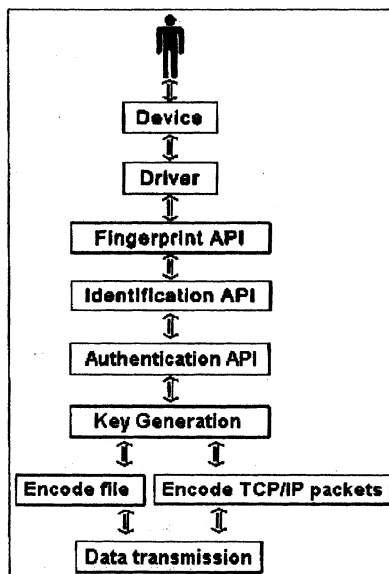 Device
Driver
Fingerprint API
Identification API
Authentication API
Key Generation
Encode file
Encode TCP/IP packets
Data transmission